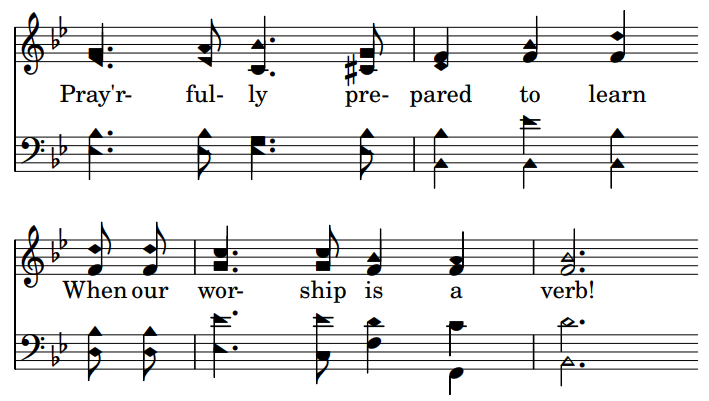 Pray'r- ful- ly pre- pared to learn
When our wor- ship is a verb!